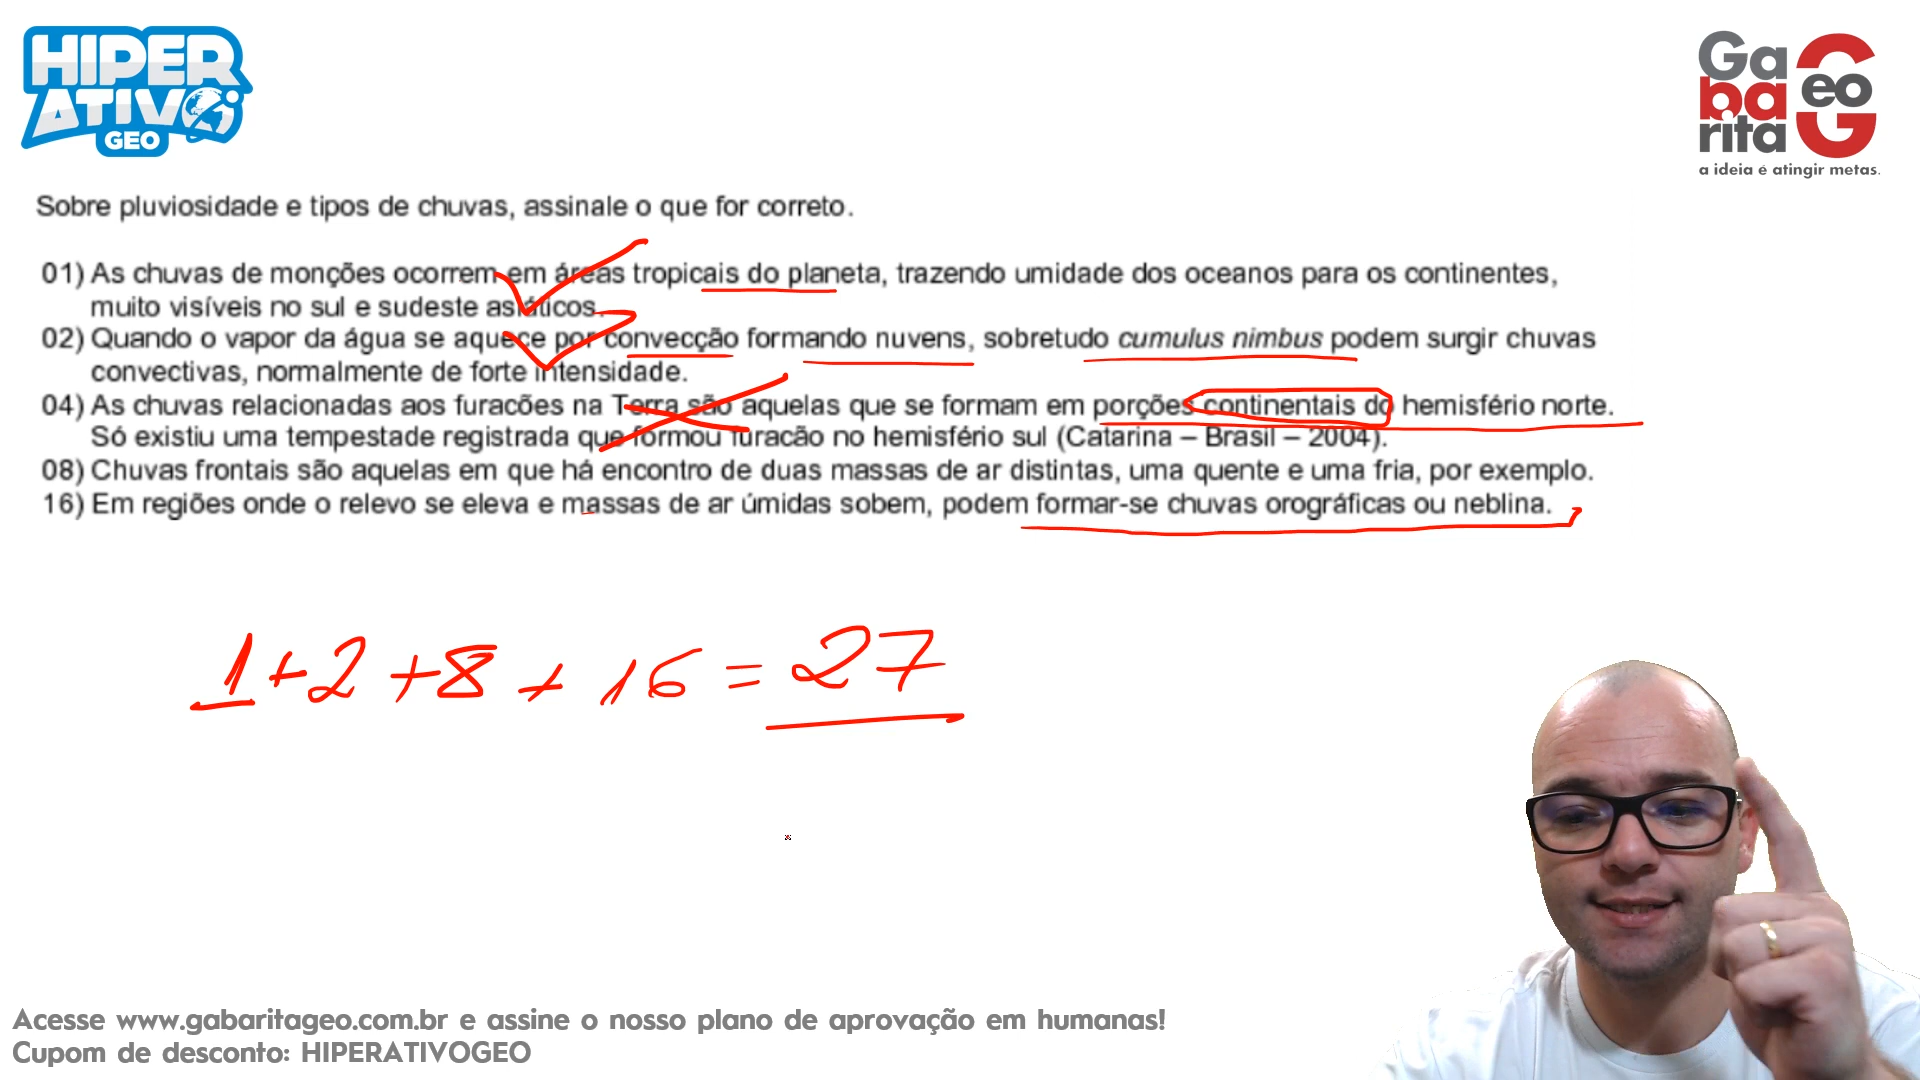 HIPER
ATIVO
GEO
Ga
ba
rita
Geo
a ideia é atingir metas.
Sobre pluviosidade e tipos de chuvas, assinale o que for correto.
01) As chuvas de monções ocorrem em áreas tropicais do planeta, trazendo umidade dos oceanos para os continentes,
muito visíveis no sul e sudeste asiáticos.
02) Quando o vapor da água se aquece por convecção formando nuvens, sobretudo cumulus nimbus podem surgir chuvas
convectivas, normalmente de forte intensidade.
04) As chuvas relacionadas aos furacões na Terra são aquelas que se formam em porções continentais do hemisfério norte.
Só existiu uma tempestade registrada que formou furacão no hemisfério sul (Catarina – Brasil – 2004).
08) Chuvas frontais são aquelas em que há encontro de duas massas de ar distintas, uma quente e uma fria, por exemplo.
16) Em regiões onde o relevo se eleva e massas de ar úmidas sobem, podem formar-se chuvas orográficas ou neblina.
1+2+8+16=27
Acesse www.gabaritageo.com.br e assine o nosso plano de aprovação em humanas!
Cupom de desconto: HIPERATIVOGEO